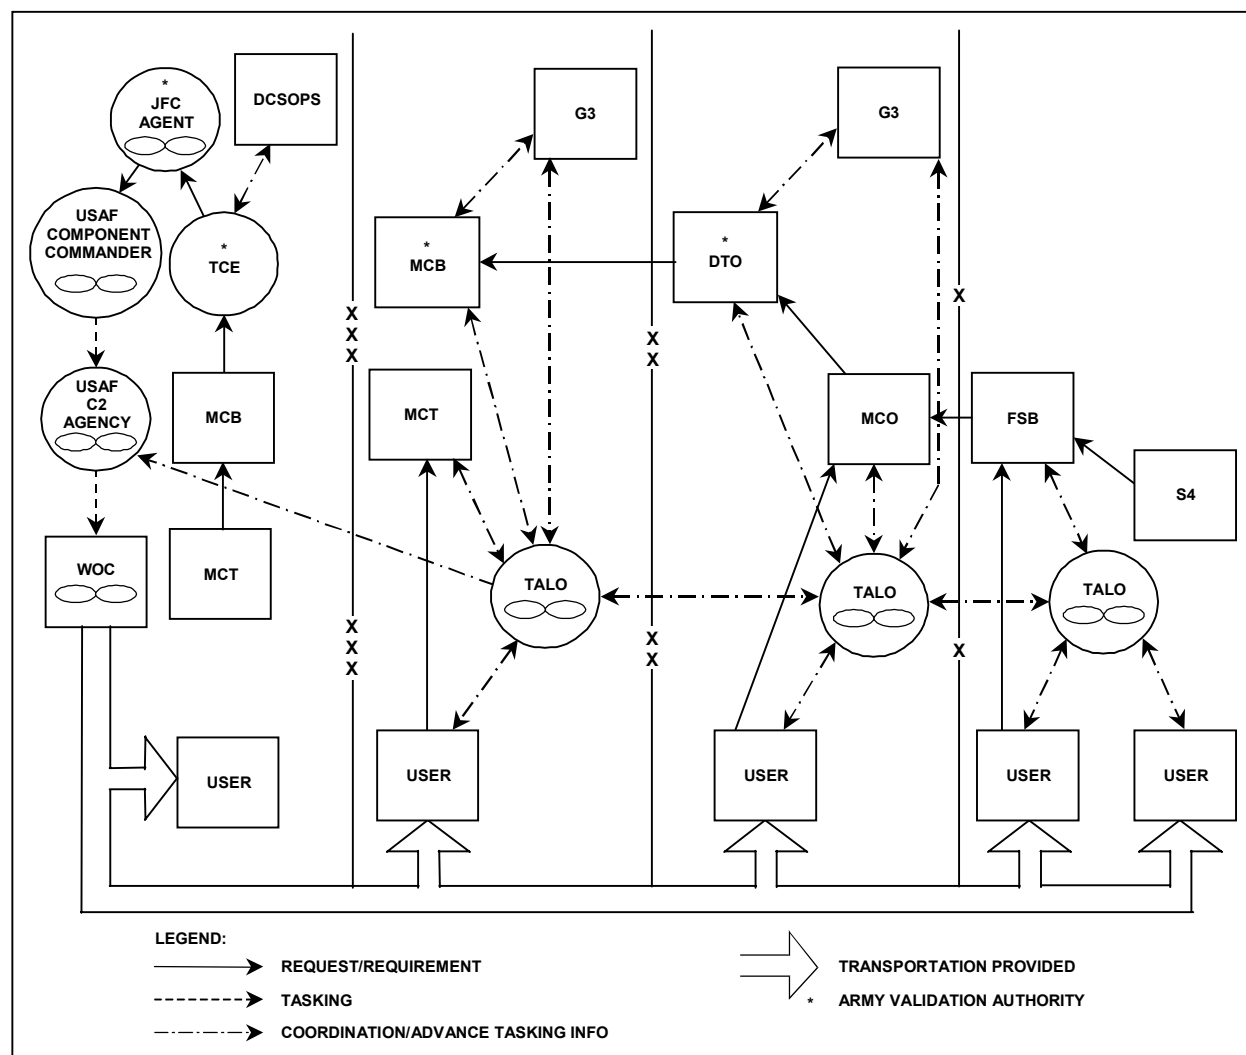 *
JFC
AGENT
DCSOPS
USAF
COMPONENT
COMMANDER
*
TCE
USAF
C2
AGENCY
MCB
WOC
MCT
USER
X
X
X
X
X
X
G3
*
MCB
MCT
TALO
USER
X
X
X
X
G3
*
DTO
MCO
TALO
USER
X
X
FSB
S4
TALO
USER
USER
LEGEND:
REQUEST/REQUIREMENT
TASKING
COORDINATION/ADVANCE TASKING INFO
TRANSPORTATION PROVIDED
* ARMY VALIDATION AUTHORITY